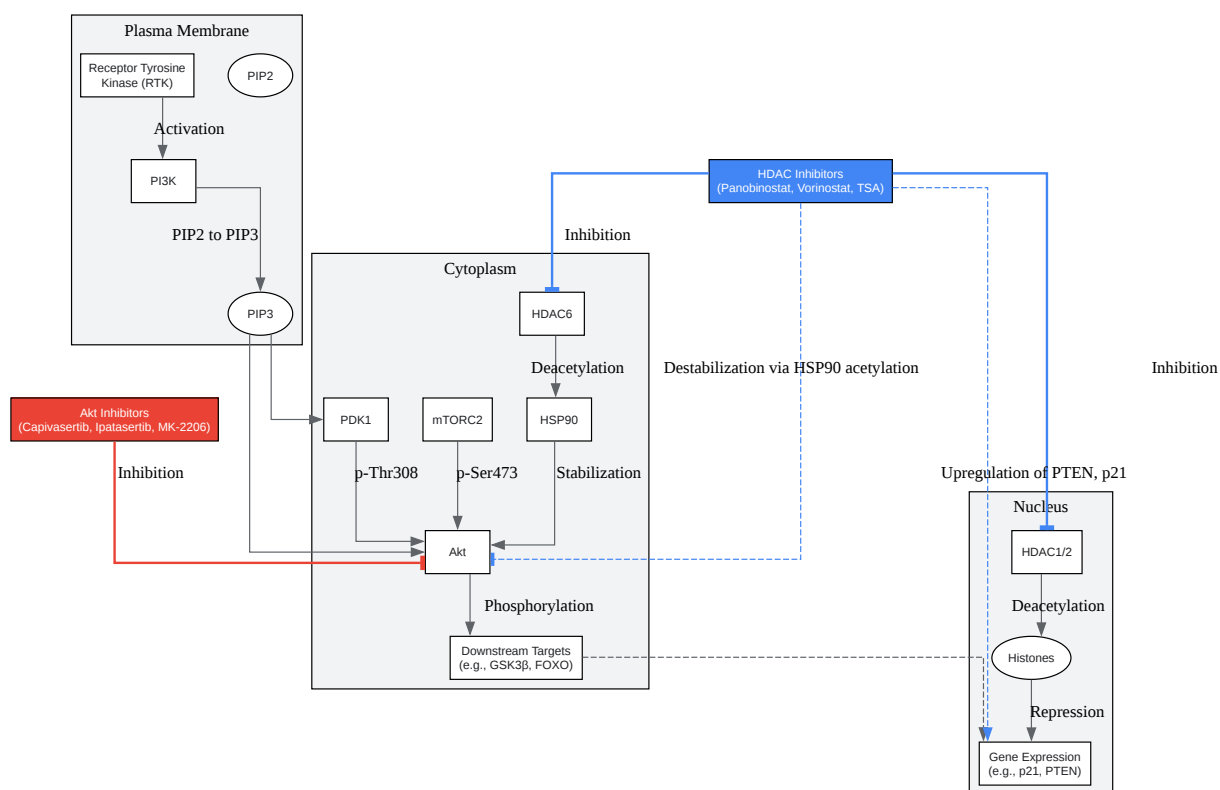 Plasma Membrane
Receptor Tyrosine
Kinase (RTK)
PIP2
Activation
PI3K
HDAC Inhibitors
(Panobinostat, Vorinostat, TSA)
PIP2 to PIP3
Inhibition
Cytoplasm
PIP3
HDAC6
Deacetylation
Destabilization via HSP90 acetylation
Inhibition
Akt Inhibitors
(Capivasertib, Ipatasertib, MK-2206)
PDK1
mTORC2
HSP90
Inhibition
p-Thr308
p-Ser473
Stabilization
Upregulation of PTEN, p21
Nucleus
Akt
HDAC1/2
Phosphorylation
Deacetylation
Downstream Targets
(e.g., GSK3β, FOXO)
Histones
Repression
Gene Expression
(e.g., p21, PTEN)